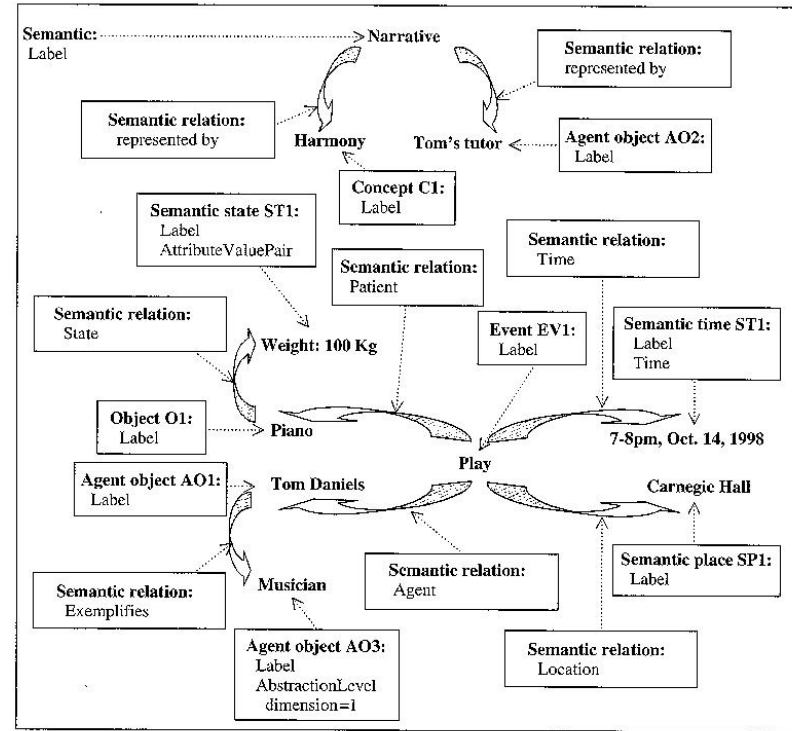 Semantic:
Label
Narrative
Semantic relation:
represented by
Semantic relation:
represented by
Harmony
Tom's tutor
Agent object AO2:
Label
Concept C1:
Label
Semantic state ST1:
Label
AttributeValuePair
Semantic relation:
Patient
Semantic relation:
Time
Semantic relation:
State
Weight: 100 Kg
Event EV1:
Label
Semantic time ST1:
Label
Time
Object O1:
Label
Piano
Play
7-8pm, Oct. 14, 1998
Agent object AO1:
Label
Tom Daniels
Carnegie Hall
Semantic relation:
Exemplifies
Musician
Semantic relation:
Agent
Semantic place SP1:
Label
Agent object AO3:
Label
AbstractionLevel
dimension=1
Semantic relation:
Location